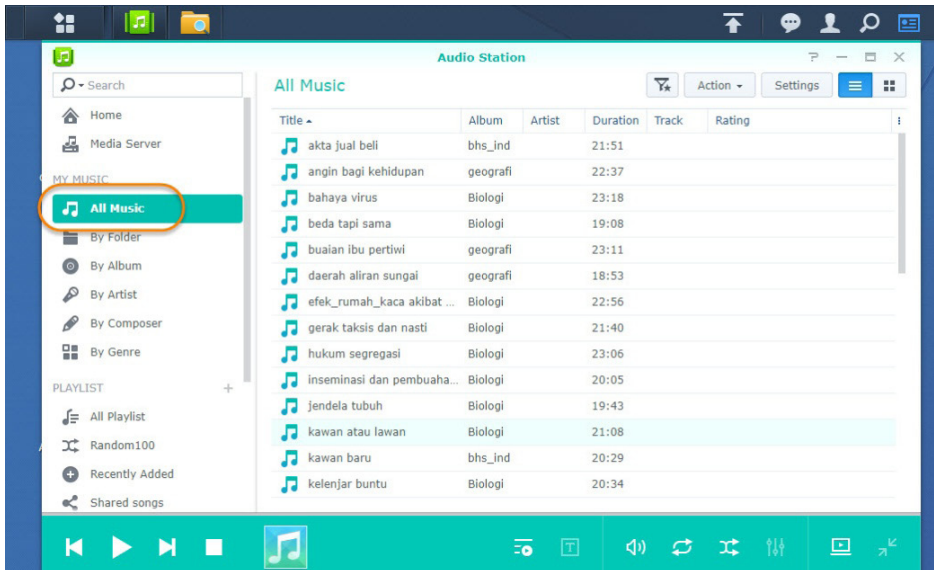 Audio Station
Search
Home
Media Server
MY MUSIC
All Music
By Folder
By Album
By Artist
By Composer
By Genre
PLAYLIST
All Playlist
Random100
Recently Added
Shared songs
All Music
Action
Settings
Title Album Artist Duration Track Rating
akta jual beli bhs_ind 21:51
angin bagi kehidupan geografi 22:37
bahaya virus Biologi 23:18
beda tapi sama Biologi 19:08
buaian ibu pertiwi geografi 23:11
daerah aliran sungai geografi 18:53
efek_rumah_kaca akibat ... Biologi 22:56
gerak taksis dan nasti Biologi 21:40
hukum segregasi Biologi 23:06
inseminasi dan pembuaha... Biologi 20:05
jendela tubuh Biologi 19:43
kawan atau lawan Biologi 21:08
kawan baru bhs_ind 20:29
kelenjar buntu Biologi 20:34